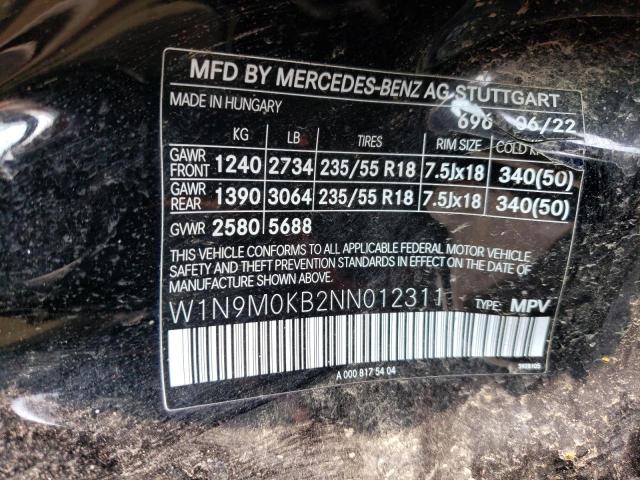 MFD BY MERCEDES-BENZ AG STUTTGART
MADE IN HUNGARY 696 06/22
KG LB TIRES RIM SIZE COLD
GAWR FRONT 1240 2734 235/55 R18 7.5Jx18 340(50)
GAWR REAR 1390 3064 235/55 R18 7.5Jx18 340(50)
GVWR 2580 5688
THIS VEHICLE CONFORMS TO ALL APPLICABLE FEDERAL MOTOR VEHICLE
SAFETY AND THEFT PREVENTION STANDARDS IN EFFECT ON THE DATE OF
MANUFACTURE SHOWN ABOVE.
W1N9M0KB2NN012311 TYPE: MPV
A 000 817 54 04